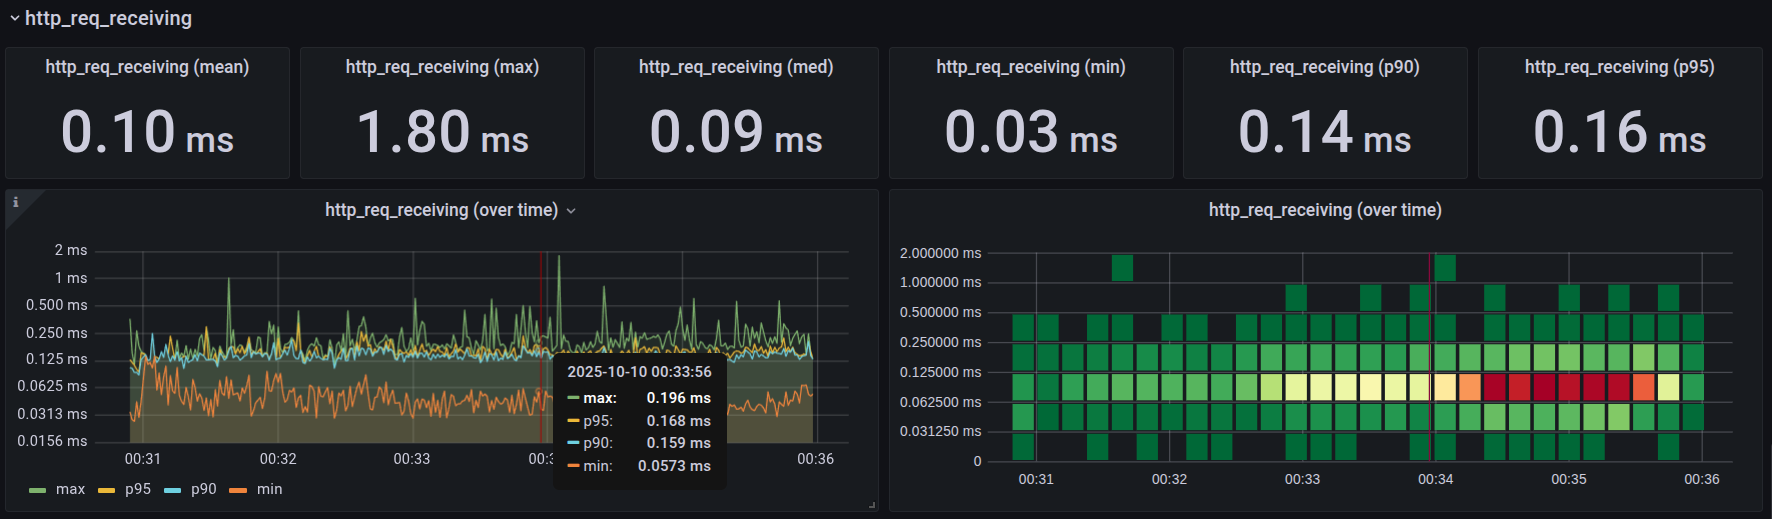 http_req_receiving
http_req_receiving (mean)
0.10 ms
http_req_receiving (max)
1.80 ms
http_req_receiving (med)
0.09 ms
http_req_receiving (min)
0.03 ms
http_req_receiving (p90)
0.14 ms
http_req_receiving (p95)
0.16 ms
i
http_req_receiving (over time)
2 ms
1 ms
0.500 ms
0.250 ms
0.125 ms
0.0625 ms
0.0313 ms
0.0156 ms
00:31 00:32 00:33 00:3 00:36
2025-10-10 00:33:56
max: 0.196 ms
p95: 0.168 ms
p90: 0.159 ms
min: 0.0573 ms
max p95 p90 min
http_req_receiving (over time)
2.000000 ms
1.000000 ms
0.500000 ms
0.250000 ms
0.125000 ms
0.062500 ms
0.031250 ms
0
00:31 00:32 00:33 00:34 00:35 00:36